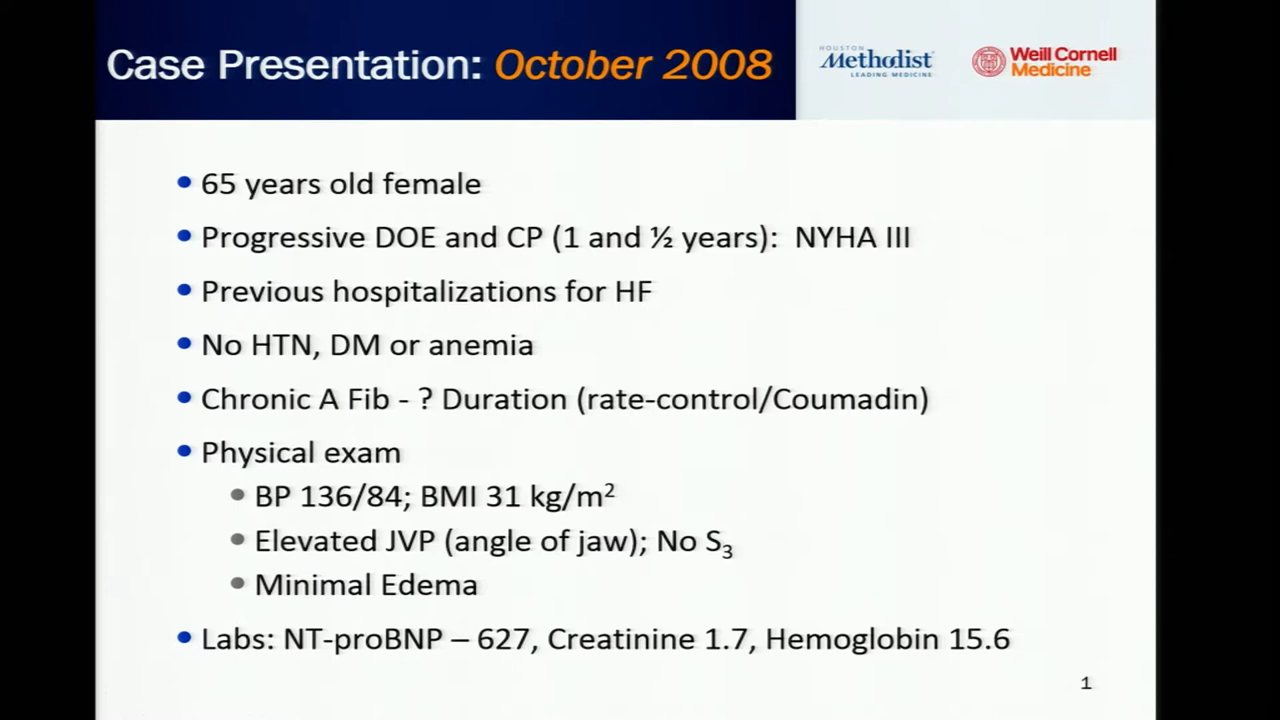 Case Presentation: October 2008
HOUSTON
Methodist
LEADING MEDICINE
Weill Cornell
Medicine
• 65 years old female
• Progressive DOE and CP (1 and ½ years): NYHA III
• Previous hospitalizations for HF
• No HTN, DM or anemia
• Chronic A Fib - ? Duration (rate-control/Coumadin)
• Physical exam
• BP 136/84; BMI 31 kg/m²
• Elevated JVP (angle of jaw); No S₃
• Minimal Edema
• Labs: NT-proBNP – 627, Creatinine 1.7, Hemoglobin 15.6
1